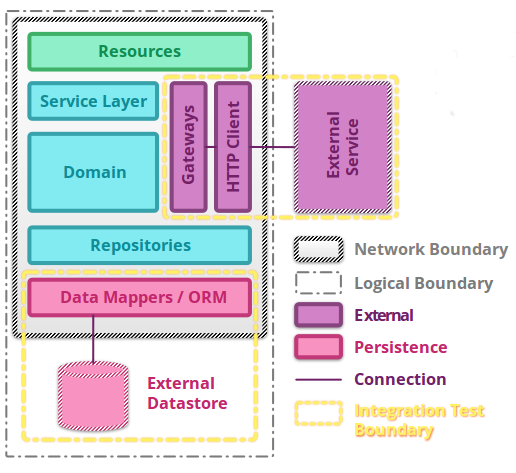 Resources
Service Layer
Gateways
HTTP Client
External
Service
Domain
Repositories
Data Mappers / ORM
External
Datastore
Network Boundary
Logical Boundary
External
Persistence
Connection
Integration Test
Boundary